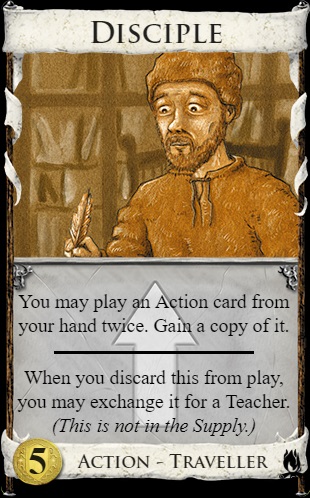 DISCIPLE
You may play an Action card from
your hand twice. Gain a copy of it.
When you discard this from play,
you may exchange it for a Teacher.
(This is not in the Supply.)
5
ACTION - TRAVELLER